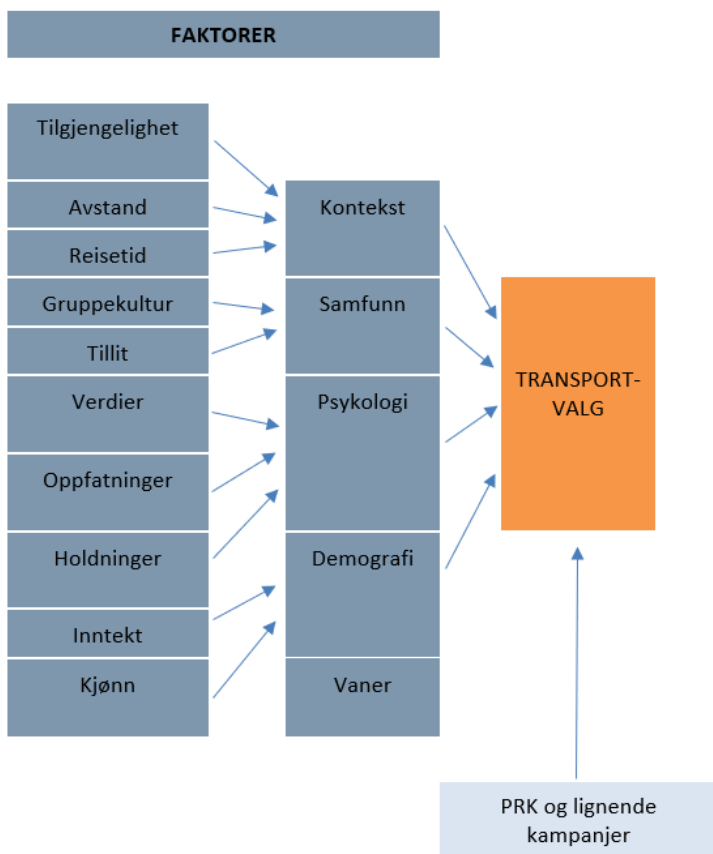 FAKTORER
Tilgjengelighet
Avstand
Reisetid
Gruppekultur
Tillit
Verdier
Oppfatninger
Holdninger
Inntekt
Kjønn
Kontekst
Samfunn
Psykologi
Demografi
Vaner
TRANSPORT-
VALG
PRK og lignende
kampanjer